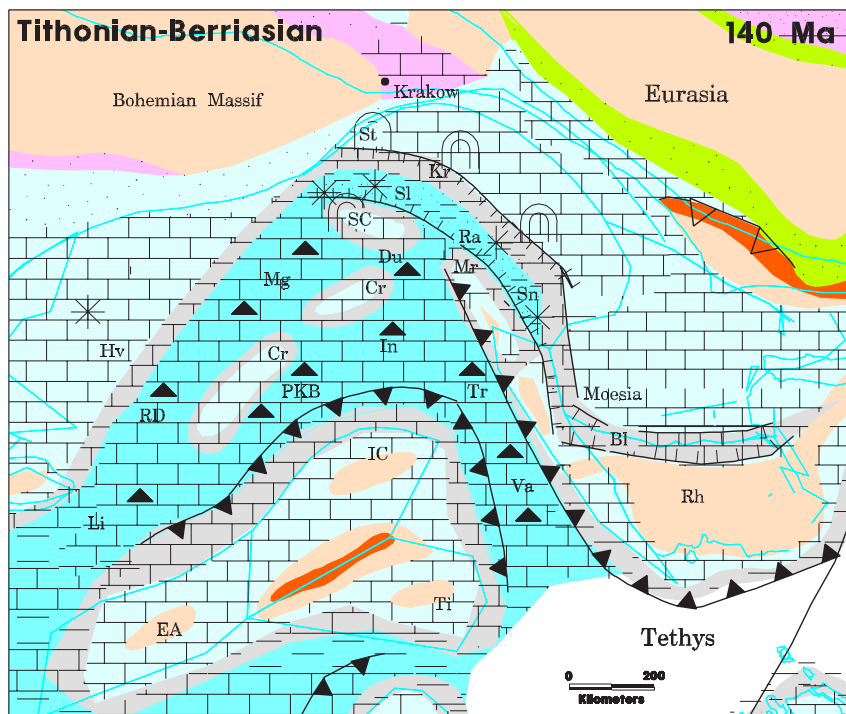 Tithonian-Berriasian
140 Ma
Bohemian Massif
Krakow
Eurasia
St
Kr
Sl
SC
Ra
Du
Mr
Mg
Cr
Sn
In
Hv
Cr
PKB
Tr
Moesia
RD
Bl
IC
Va
Rh
Li
Ti
EA
Tethys
0 200
Kilometers